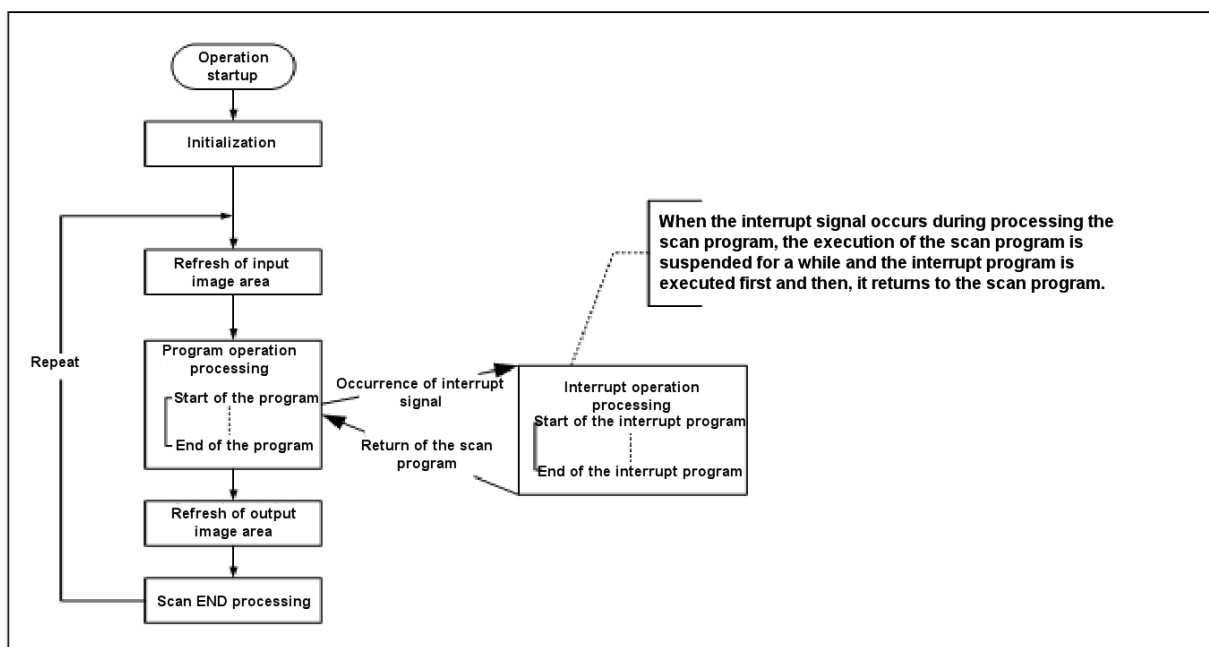 Operation
startup
Initialization
Refresh of input
image area
Repeat
Program operation
processing
Start of the program
End of the program
Occurrence of interrupt
signal
Return of the scan
program
Interrupt operation
processing
Start of the interrupt program
End of the interrupt program
When the interrupt signal occurs during processing the
scan program, the execution of the scan program is
suspended for a while and the interrupt program is
executed first and then, it returns to the scan program.
Refresh of output
image area
Scan END processing